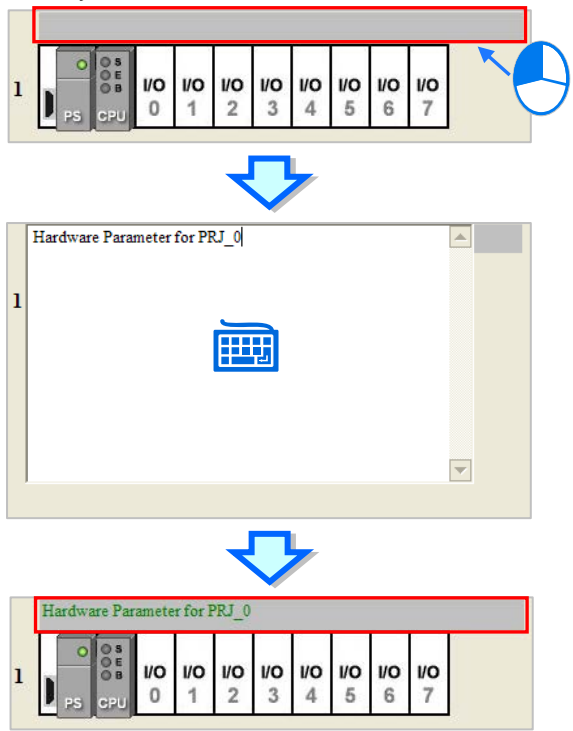 S
E
B
1
PS CPU
I/O I/O I/O I/O I/O I/O I/O I/O
0 1 2 3 4 5 6 7
Hardware Parameter for PRJ_0
1
Hardware Parameter for PRJ_0
S
E
B
1
PS CPU
I/O I/O I/O I/O I/O I/O I/O I/O
0 1 2 3 4 5 6 7